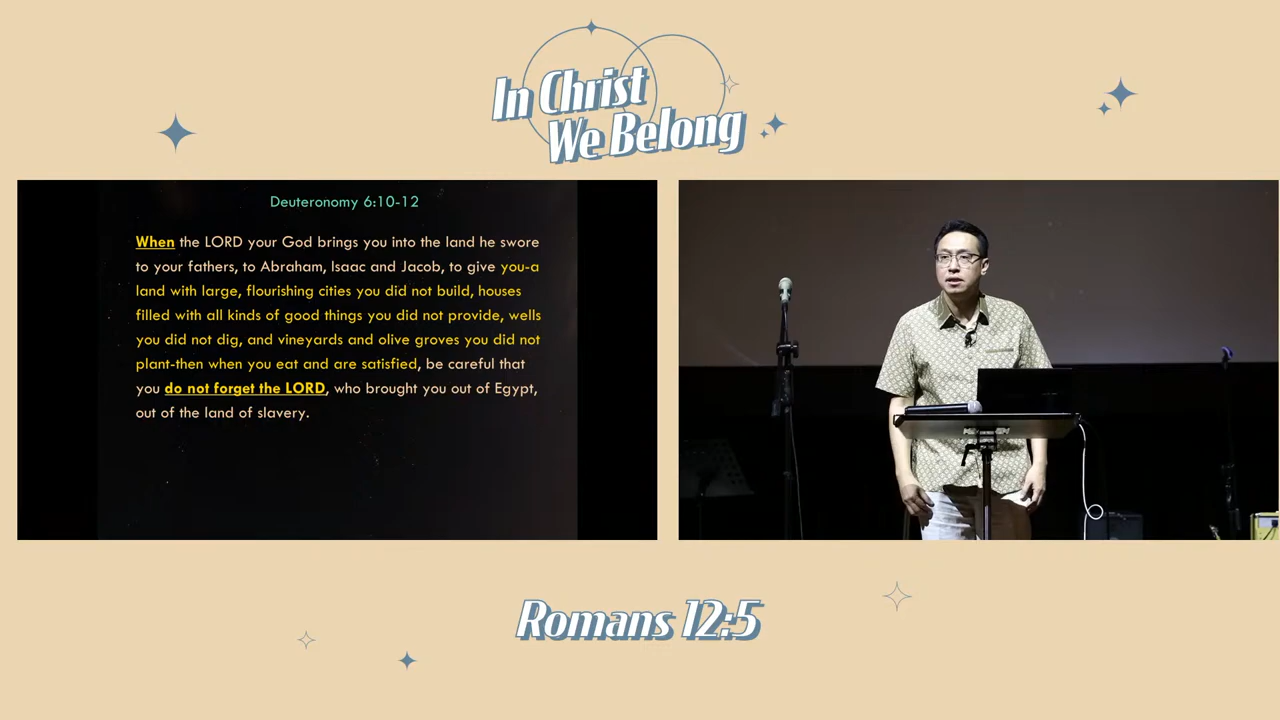 In Christ
We Belong
Deuteronomy 6:10-12
When the LORD your God brings you into the land he swore
to your fathers, to Abraham, Isaac and Jacob, to give you-a
land with large, flourishing cities you did not build, houses
filled with all kinds of good things you did not provide, wells
you did not dig, and vineyards and olive groves you did not
plant-then when you eat and are satisfied, be careful that
you do not forget the LORD, who brought you out of Egypt,
out of the land of slavery.
Romans 12:5